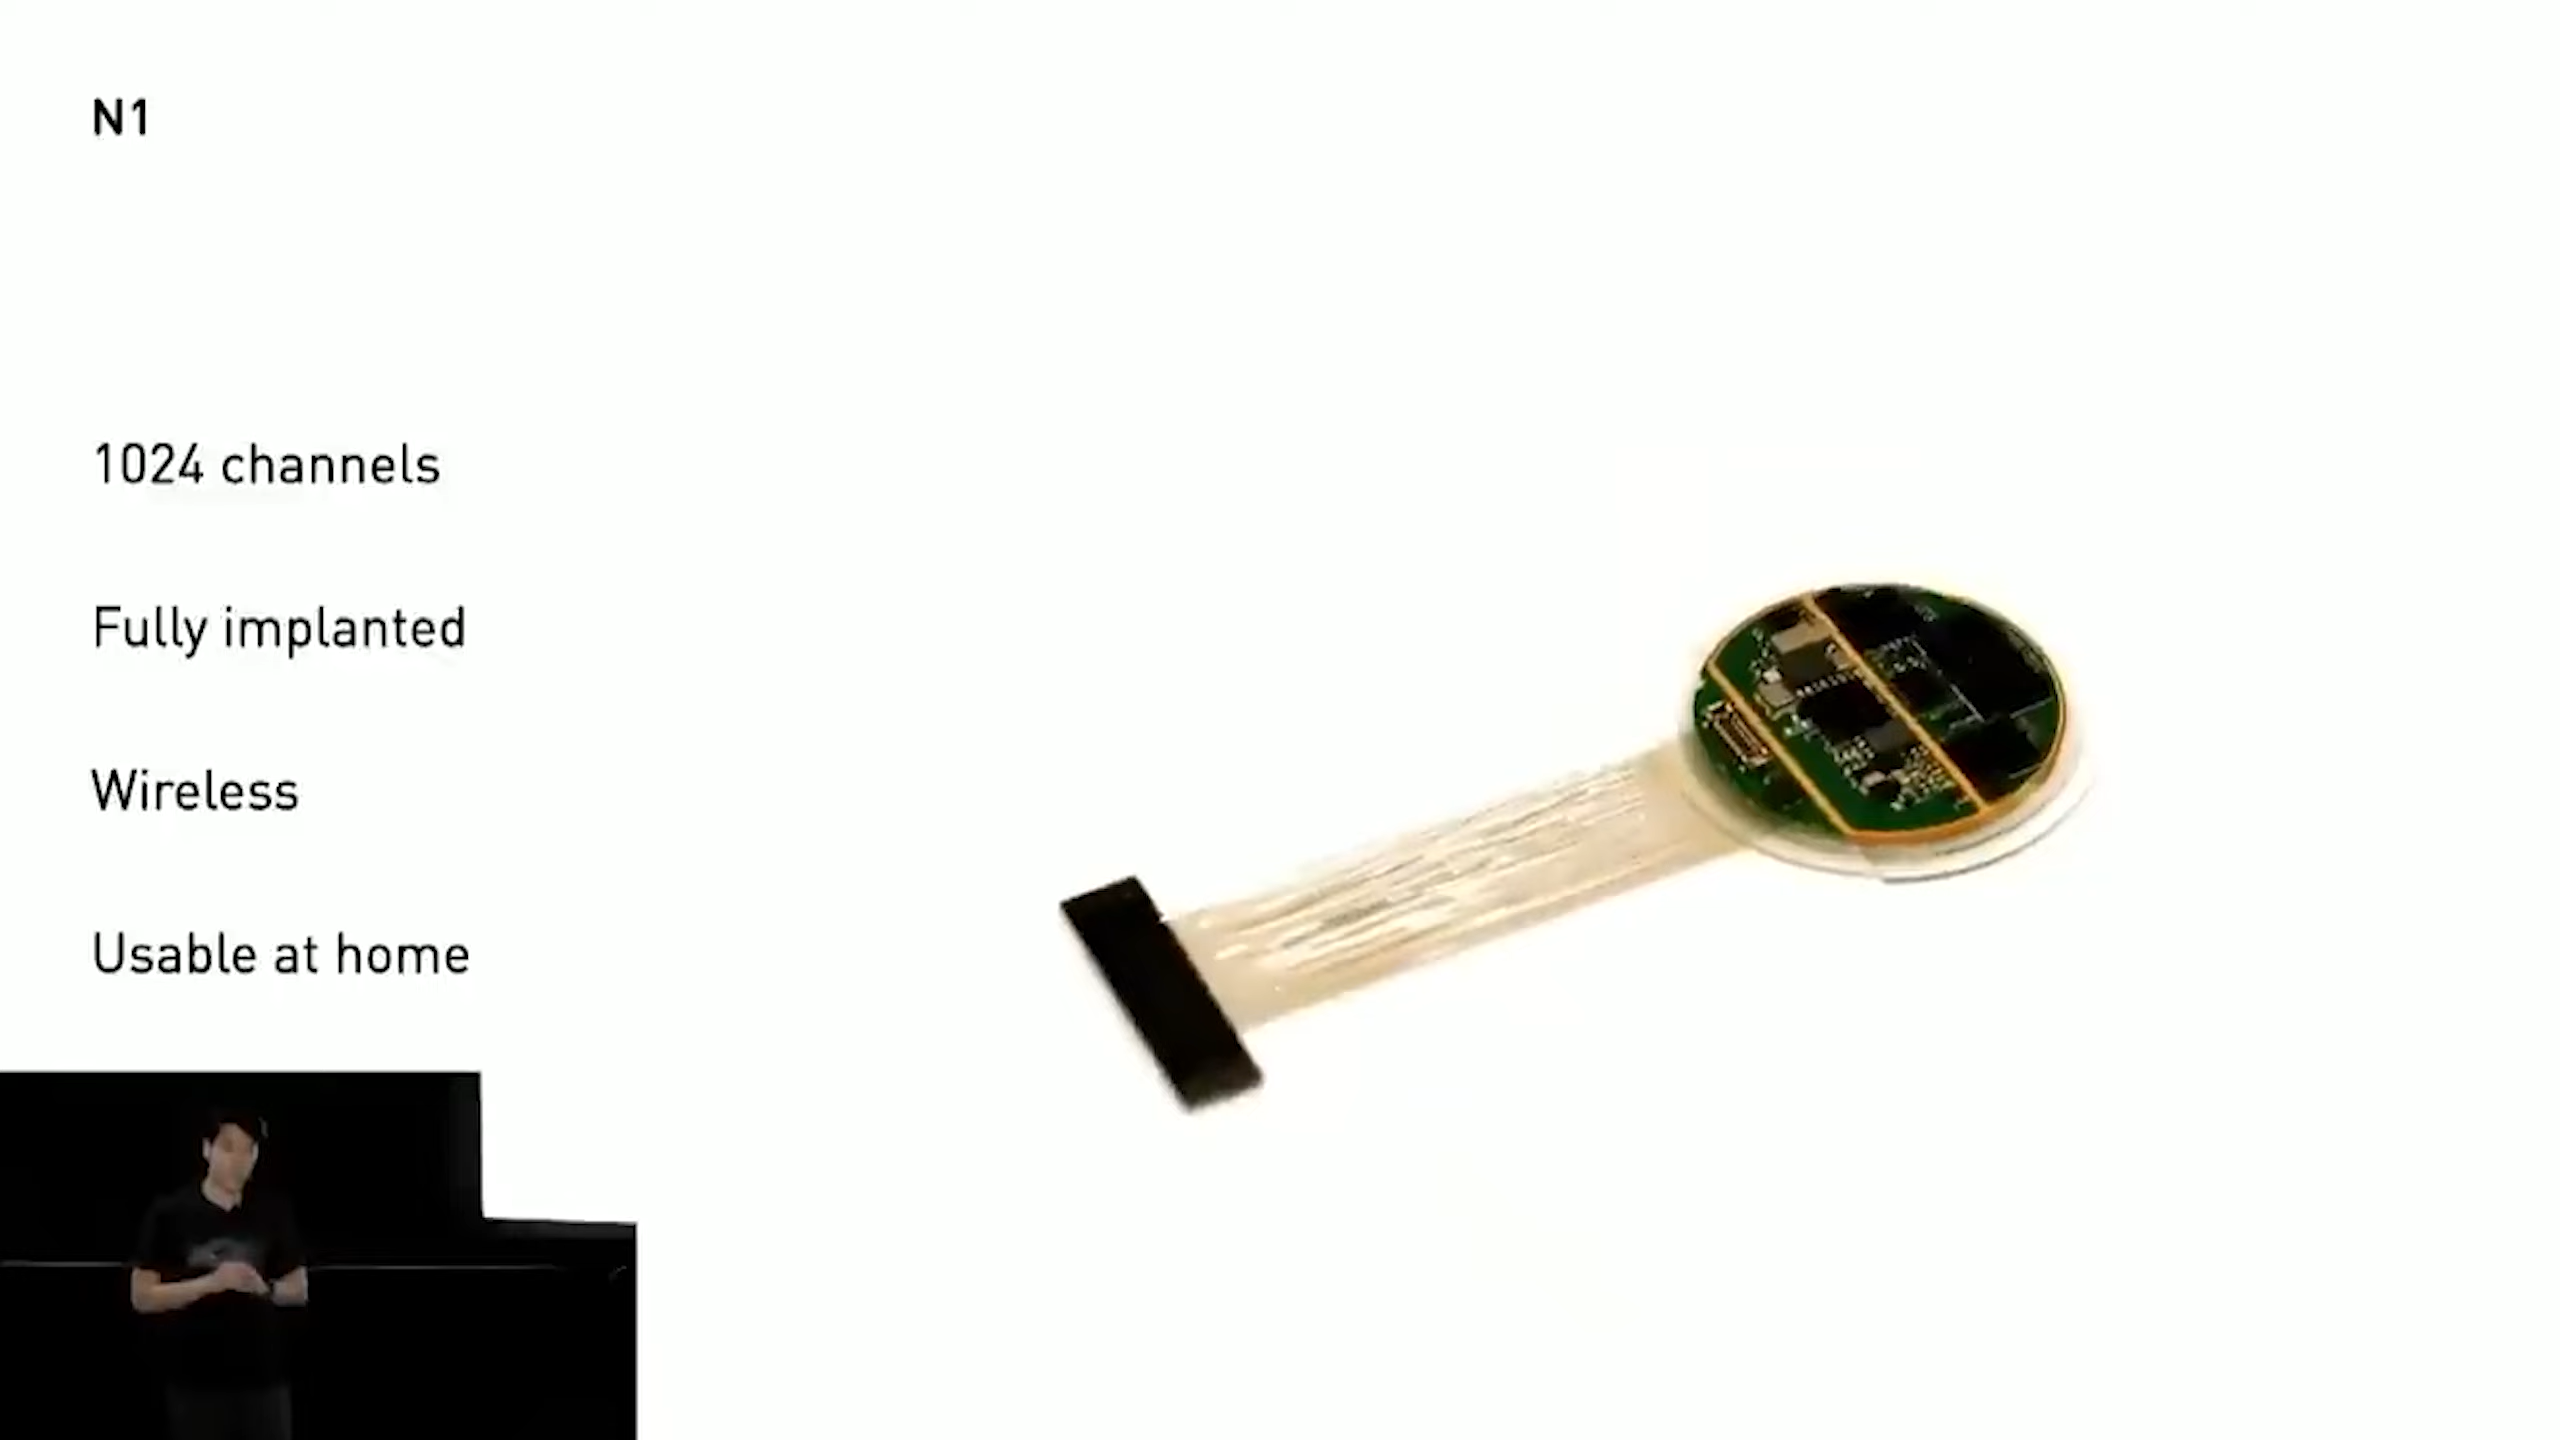 N1
1024 channels
Fully implanted
Wireless
Usable at home